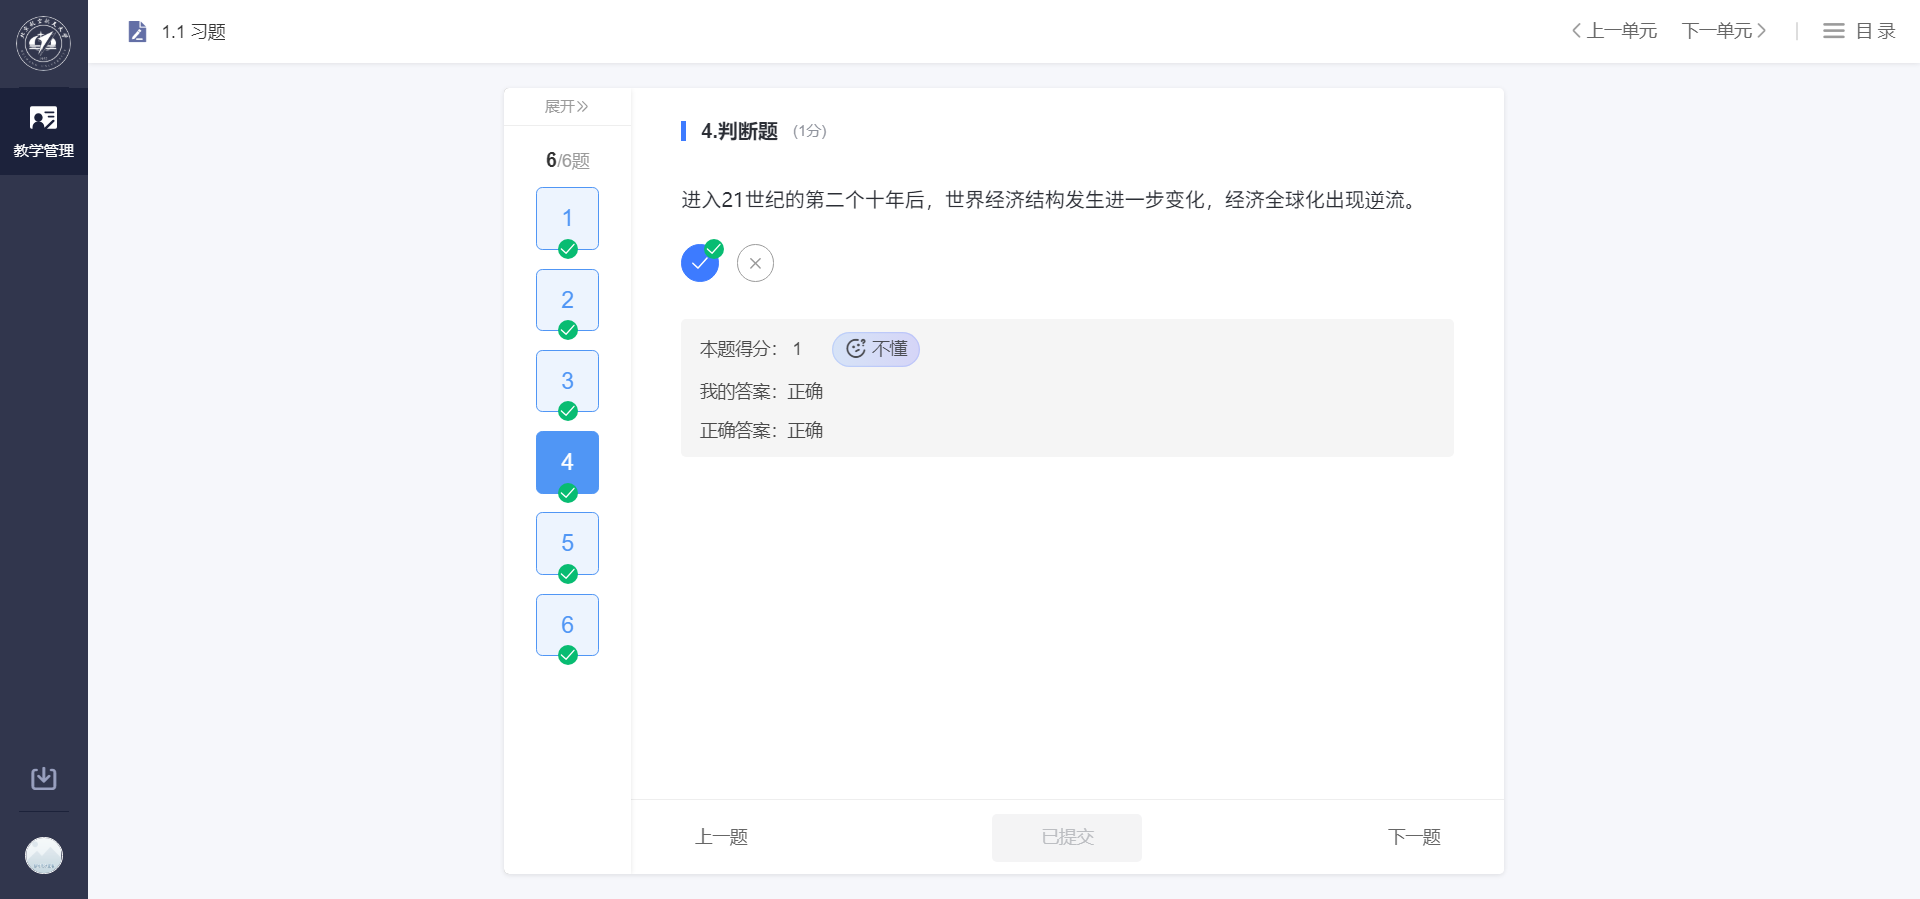 1.1 习题
上一单元
下一单元
目录
教学管理
展开
6/6题
1
2
3
4
5
6
4.判断题 (1分)
进入21世纪的第二个十年后，世界经济结构发生进一步变化，经济全球化出现逆流。
本题得分： 1 不懂
我的答案：正确
正确答案：正确
上一题
已提交
下一题